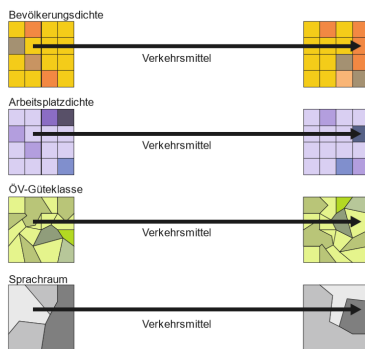 Bevölkerungsdichte
Verkehrsmittel
Arbeitsplatzdichte
Verkehrsmittel
ÖV-Güteklasse
Verkehrsmittel
Sprachraum
Verkehrsmittel